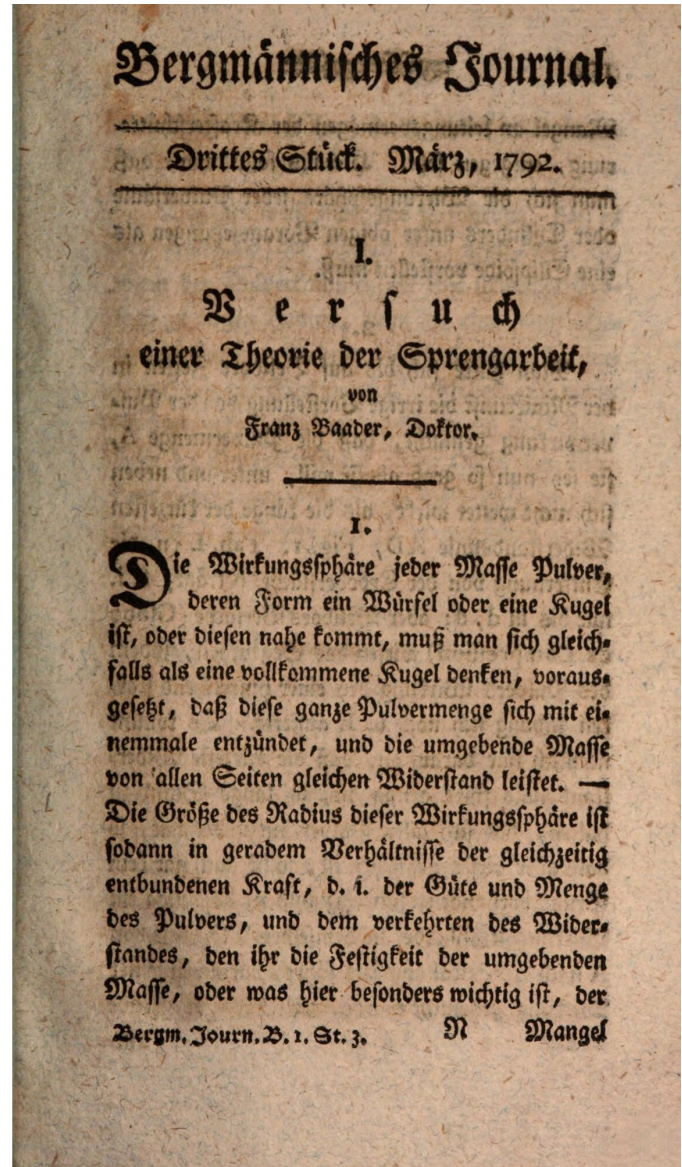 Bergmännisches Journal.
Drittes Stück. März, 1792.
I.
Versuch
einer Theorie der Sprengarbeit,
von
Franz Baader, Doktor.
1.
Die Wirkungssphäre jeder Masse Pulver,
deren Form ein Würfel oder eine Kugel
ist, oder diesen nahe kommt, muß man sich gleich-
falls als eine vollkommene Kugel denken, voraus-
gesetzt, daß diese ganze Pulvermenge sich mit ei-
nemmale entzündet, und die umgebende Masse
von allen Seiten gleichen Widerstand leistet. —
Die Größe des Radius dieser Wirkungssphäre ist
sodann in geradem Verhältnisse der gleichzeitig
entbundenen Kraft, d. i. der Güte und Menge
des Pulvers, und dem verkehrten des Wider-
standes, den ihr die Festigkeit der umgebenden
Masse, oder was hier besonders wichtig ist, der
Bergm. Journ. B. 1. St. 3. N Mangel